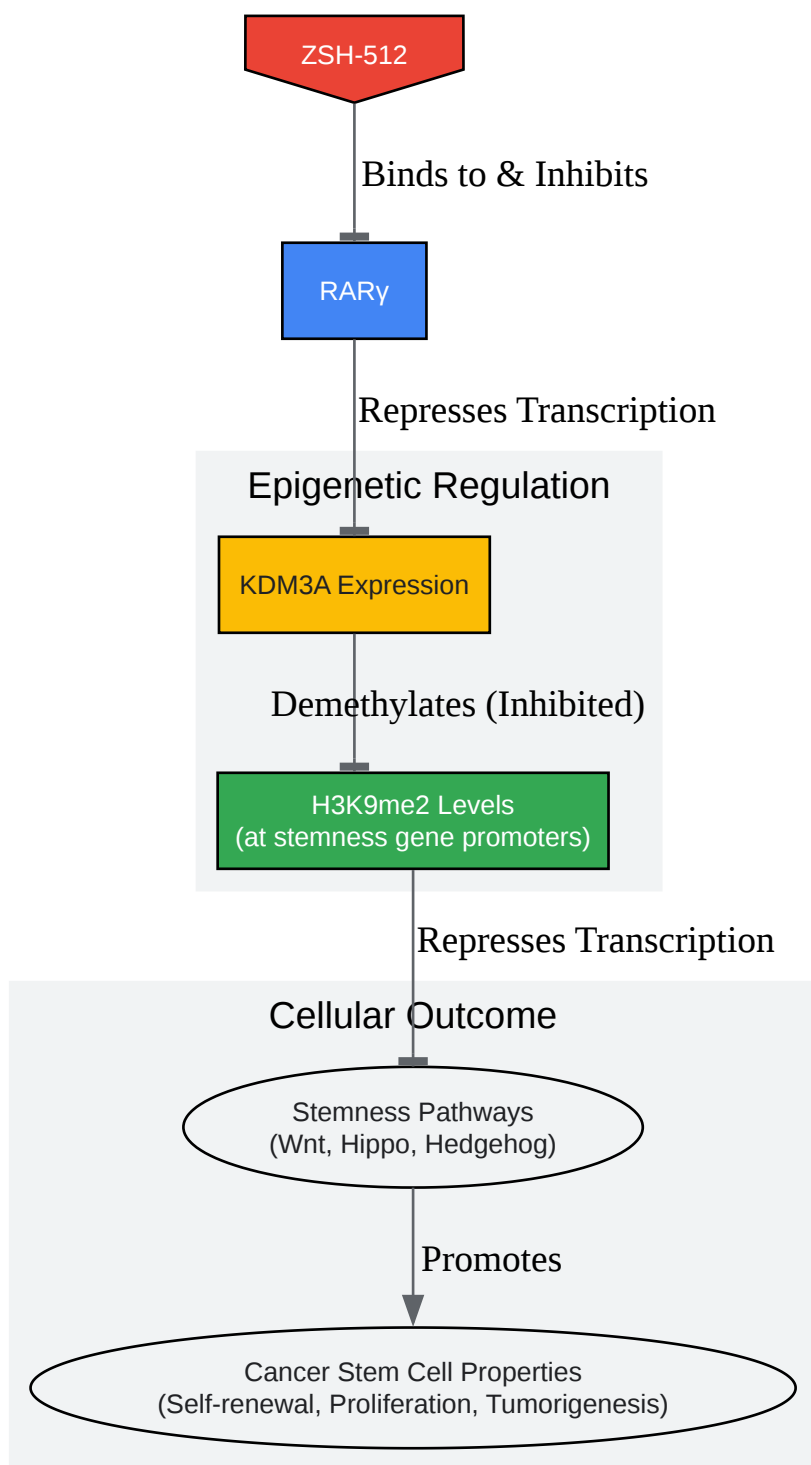 ZSH-512
Binds to & Inhibits
RARγ
Represses Transcription
Epigenetic Regulation
KDM3A Expression
Demethylates (Inhibited)
H3K9me2 Levels
(at stemness gene promoters)
Represses Transcription
Cellular Outcome
Stemness Pathways
(Wnt, Hippo, Hedgehog)
Promotes
Cancer Stem Cell Properties
(Self-renewal, Proliferation, Tumorigenesis)